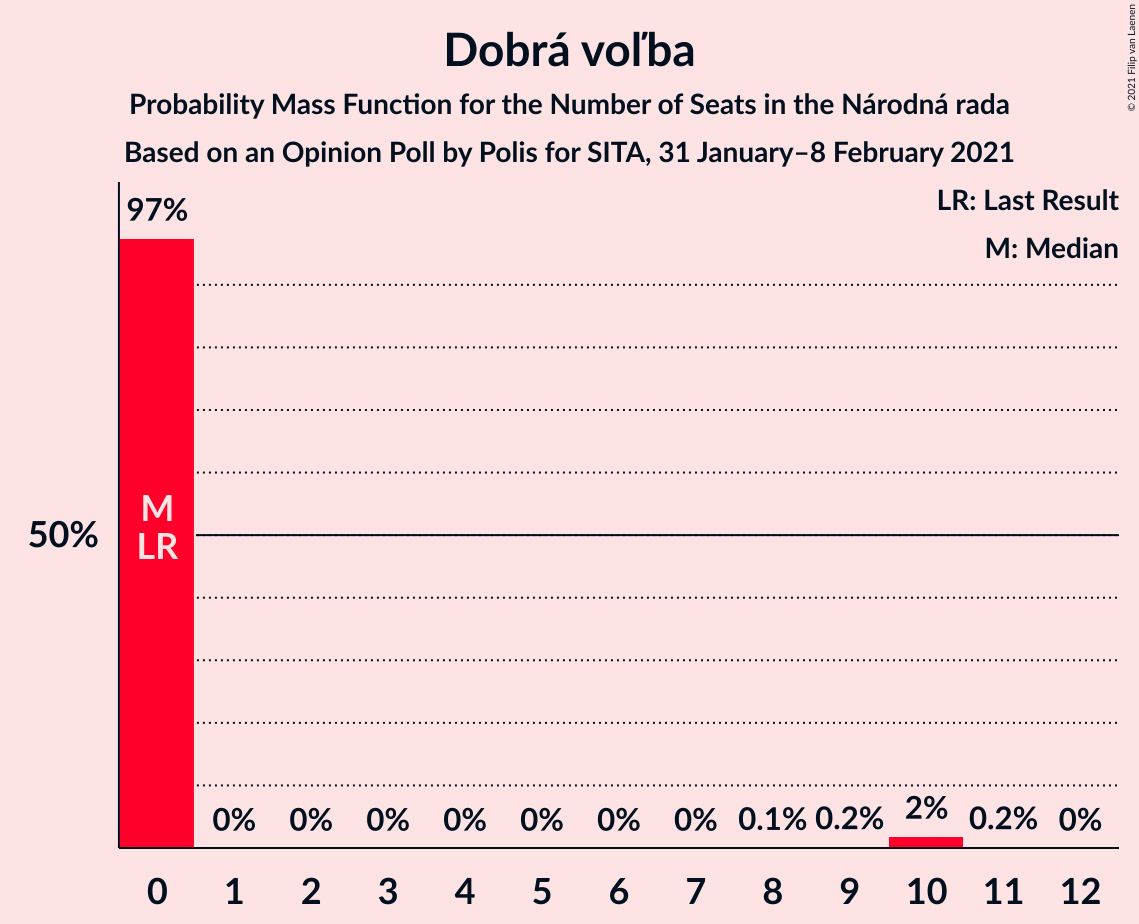 Dobrá voľba
Probability Mass Function for the Number of Seats in the Národná rada
Based on an Opinion Poll by Polis for SITA, 31 January–8 February 2021
© 2021 Filip van Laenen
LR: Last Result
M: Median
97%
50%
M
LR
0% 0% 0% 0% 0% 0% 0% 0.1% 0.2% 2% 0.2% 0%
0 1 2 3 4 5 6 7 8 9 10 11 12